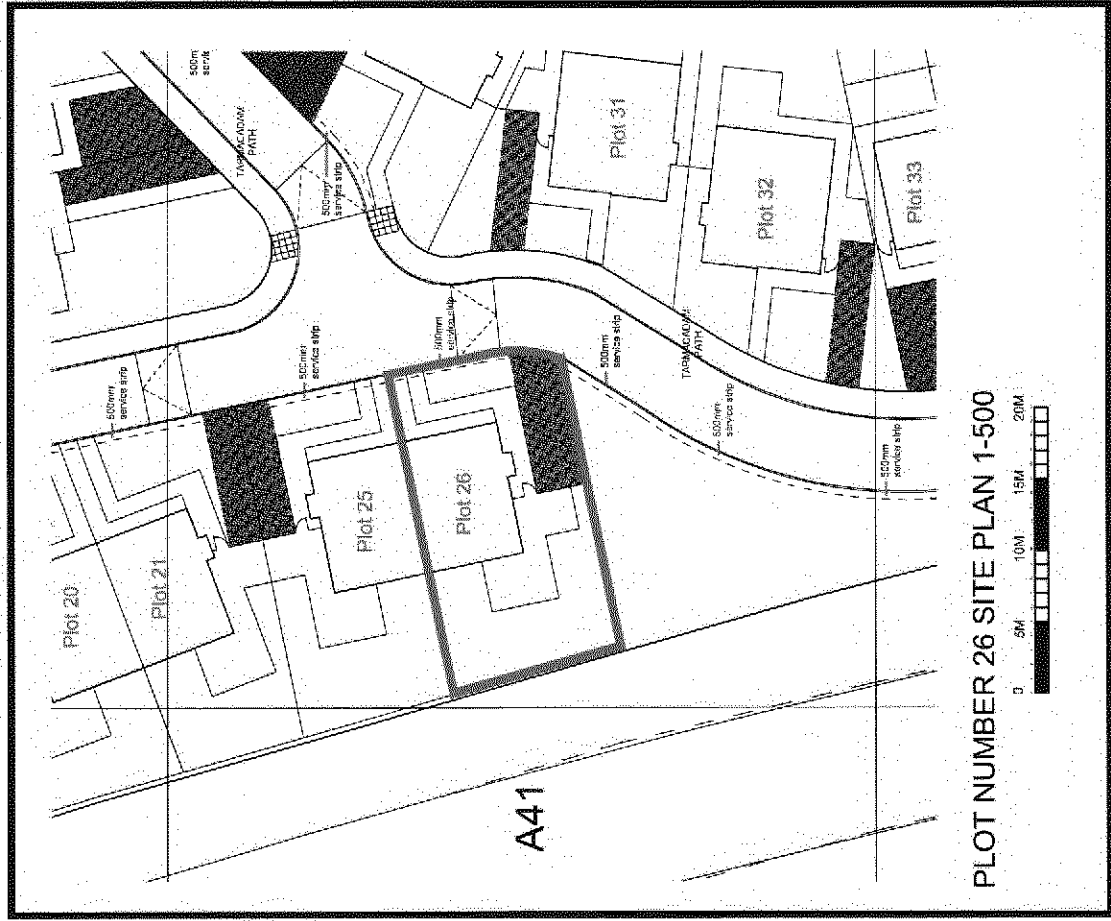 500m
servic
TARMACADAM
PATH
500mm
service strip
500mm
service strip
500mm
service strip
500mm
service strip
500mm
service strip
TARMACADAM
PATH
500mm
service strip
500mm
service strip
Plot 20
Plot 21
Plot 25
Plot 26
Plot 31
Plot 32
Plot 33
A41
PLOT NUMBER 26 SITE PLAN 1-500
0 5M 10M 15M 20M